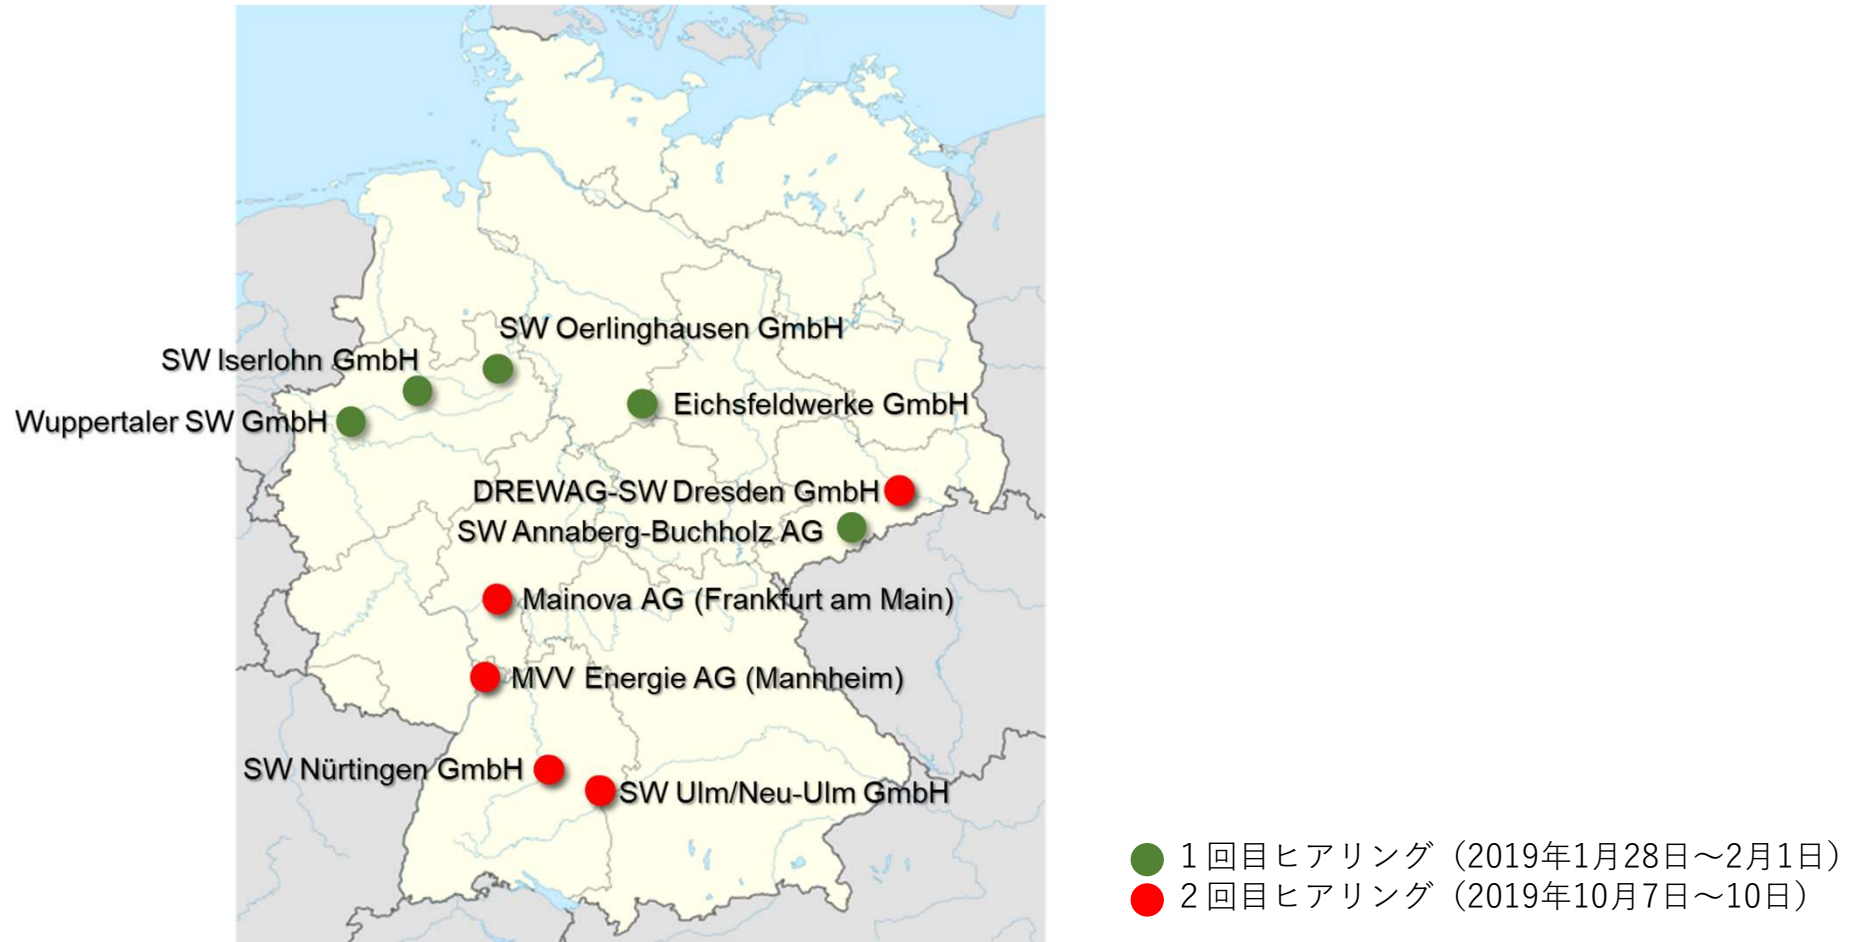 SW Oerlinghausen GmbH
SW Iserlohn GmbH
Eichsfeldwerke GmbH
Wuppertaler SW GmbH
DREWAG-SW Dresden GmbH
SW Annaberg-Buchholz AG
Mainova AG (Frankfurt am Main)
MVV Energie AG (Mannheim)
SW Nürtingen GmbH
SW Ulm/Neu-Ulm GmbH
１回目ヒアリング（2019年1月28日～2月1日）
２回目ヒアリング（2019年10月7日～10日）